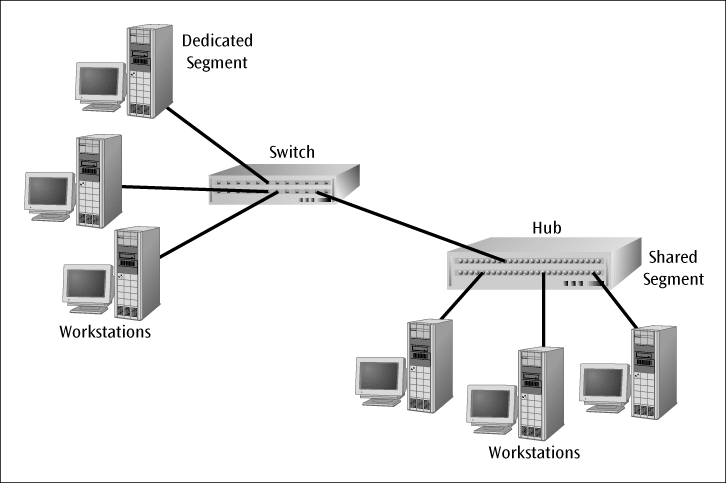 Dedicated
Segment
Switch
Hub
Shared
Segment
Workstations
Workstations